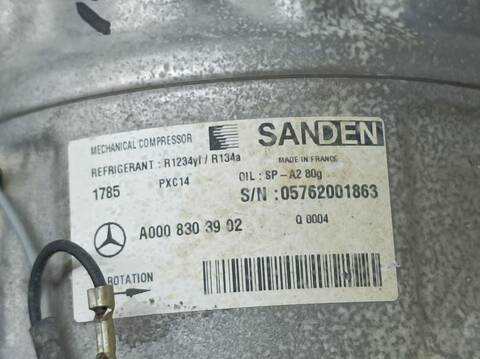 MECHANICAL COMPRESSOR SANDEN
REFRIGERANT : R1234yf / R134a MADE IN FRANCE
1785 PXC14 OIL : SP - A2 80g
S/N : 05762001863
A000 830 39 02 Q 0004
ROTATION